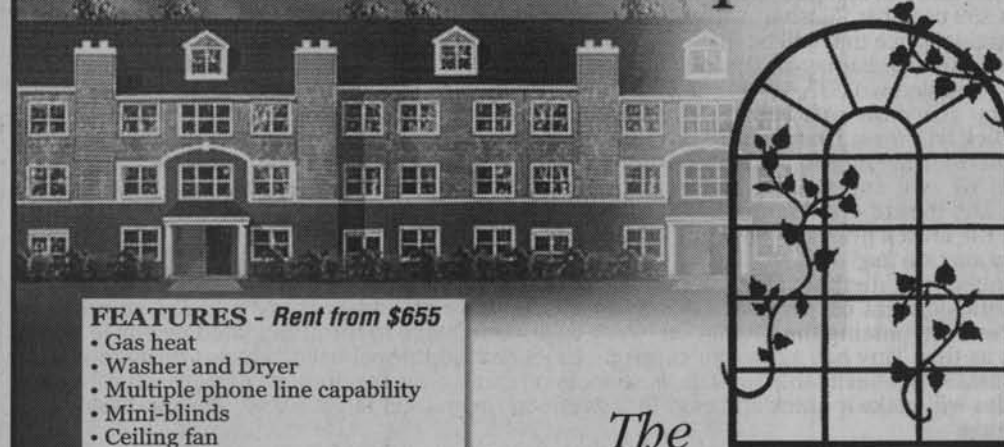 FEATURES - Rent from $655
• Gas heat
• Washer and Dryer
• Multiple phone line capability
• Mini-blinds
• Ceiling fan
The